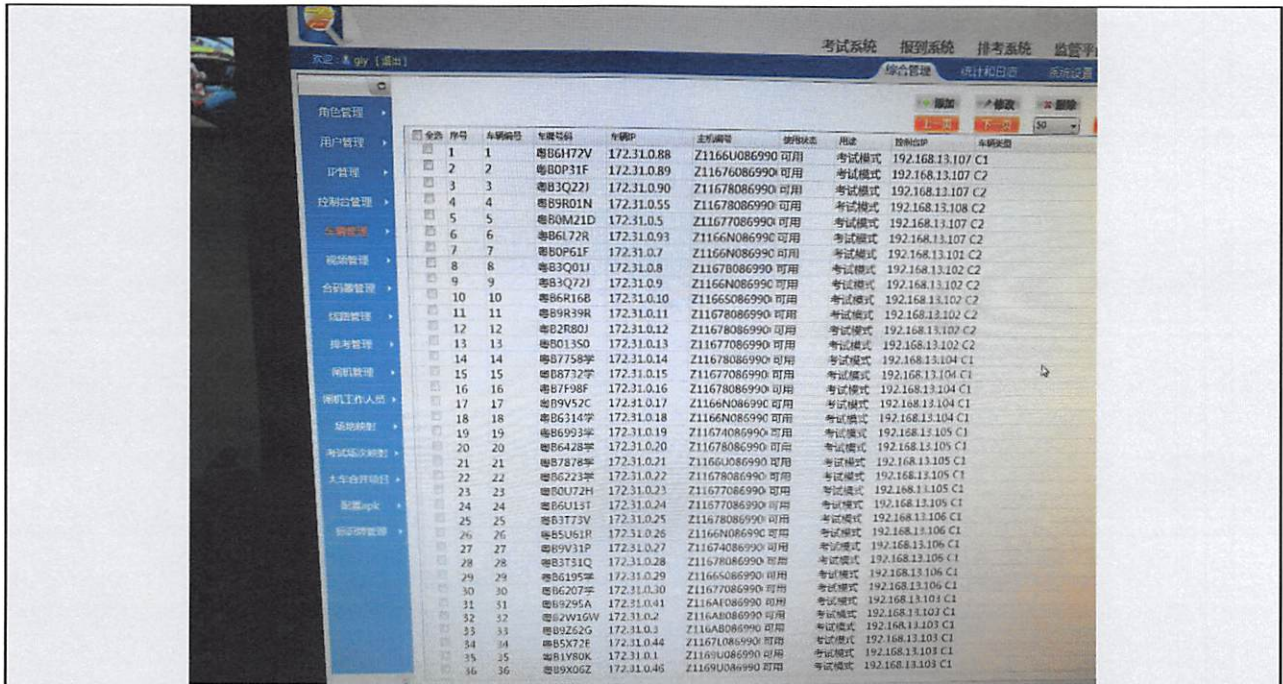 考试系统 报到系统 排考系统 监管平
欢迎: gly [退出]
综合管理 统计和日志 系统设置
添加 修改 删除
上一页 下一页 50
角色管理
用户管理
IP管理
控制台管理
车辆管理
视频管理
合码器管理
线路管理
排考管理
闸机管理
闸机工作人员
场地映射
考试场次映射
大车合并项目
配置apk
全选 序号 车辆编号 车牌号码 车辆IP 主机编号 使用状态 用途 控制台IP 车辆类型
1 1 粤B6H72V 172.31.0.88 Z1166U086990 可用 考试模式 192.168.13.107 C1
2 2 粤B0P31F 172.31.0.89 Z11676086990 可用 考试模式 192.168.13.107 C2
3 3 粤B3Q22J 172.31.0.90 Z11678086990 可用 考试模式 192.168.13.107 C2
4 4 粤B9R01N 172.31.0.55 Z11678086990 可用 考试模式 192.168.13.108 C2
5 5 粤B0M21D 172.31.0.5 Z11677086990 可用 考试模式 192.168.13.107 C2
6 6 粤B6L72R 172.31.0.93 Z1166N086990 可用 考试模式 192.168.13.107 C2
7 7 粤B0P61F 172.31.0.7 Z1166N086990 可用 考试模式 192.168.13.101 C2
8 8 粤B3Q01J 172.31.0.8 Z1167B086990 可用 考试模式 192.168.13.102 C2
9 9 粤B3Q72J 172.31.0.9 Z1166N086990 可用 考试模式 192.168.13.102 C2
10 10 粤B6R16B 172.31.0.10 Z1166S086990 可用 考试模式 192.168.13.102 C2
11 11 粤B9R39R 172.31.0.11 Z11678086990 可用 考试模式 192.168.13.102 C2
12 12 粤B2R80J 172.31.0.12 Z11678086990 可用 考试模式 192.168.13.102 C2
13 13 粤B013S0 172.31.0.13 Z11677086990 可用 考试模式 192.168.13.102 C2
14 14 粤B7758学 172.31.0.14 Z11678086990 可用 考试模式 192.168.13.104 C1
15 15 粤B8732学 172.31.0.15 Z11677086990 可用 考试模式 192.168.13.104 C1
16 16 粤B7F98F 172.31.0.16 Z11678086990 可用 考试模式 192.168.13.104 C1
17 17 粤B9V52C 172.31.0.17 Z1166N086990 可用 考试模式 192.168.13.104 C1
18 18 粤B6314学 172.31.0.18 Z1166N086990 可用 考试模式 192.168.13.104 C1
19 19 粤B6993学 172.31.0.19 Z11674086990 可用 考试模式 192.168.13.105 C1
20 20 粤B6428学 172.31.0.20 Z11678086990 可用 考试模式 192.168.13.105 C1
21 21 粤B7878学 172.31.0.21 Z1166U086990 可用 考试模式 192.168.13.105 C1
22 22 粤B6223学 172.31.0.22 Z11678086990 可用 考试模式 192.168.13.105 C1
23 23 粤B0U72H 172.31.0.23 Z11677086990 可用 考试模式 192.168.13.105 C1
24 24 粤B6U13T 172.31.0.24 Z11677086990 可用 考试模式 192.168.13.105 C1
25 25 粤B3T73V 172.31.0.25 Z11678086990 可用 考试模式 192.168.13.106 C1
26 26 粤B5U61R 172.31.0.26 Z1166N086990 可用 考试模式 192.168.13.106 C1
27 27 粤B9V31P 172.31.0.27 Z11674086990 可用 考试模式 192.168.13.106 C1
28 28 粤B3T31Q 172.31.0.28 Z11678086990 可用 考试模式 192.168.13.106 C1
29 29 粤B6195学 172.31.0.29 Z1166S086990 可用 考试模式 192.168.13.106 C1
30 30 粤B6207学 172.31.0.30 Z11677086990 可用 考试模式 192.168.13.106 C1
31 31 粤B9Z95A 172.31.0.41 Z116AE086990 可用 考试模式 192.168.13.103 C1
32 32 粤B2W16W 172.31.0.2 Z116AB086990 可用 考试模式 192.168.13.103 C1
33 33 粤B9Z62G 172.31.0.3 Z116AB086990 可用 考试模式 192.168.13.103 C1
34 34 粤B5X72E 172.31.0.44 Z1167L086990 可用 考试模式 192.168.13.103 C1
35 35 粤B1Y80K 172.31.0.1 Z1169U086990 可用 考试模式 192.168.13.103 C1
36 36 粤B9X06Z 172.31.0.46 Z1169U086990 可用 考试模式 192.168.13.103 C1